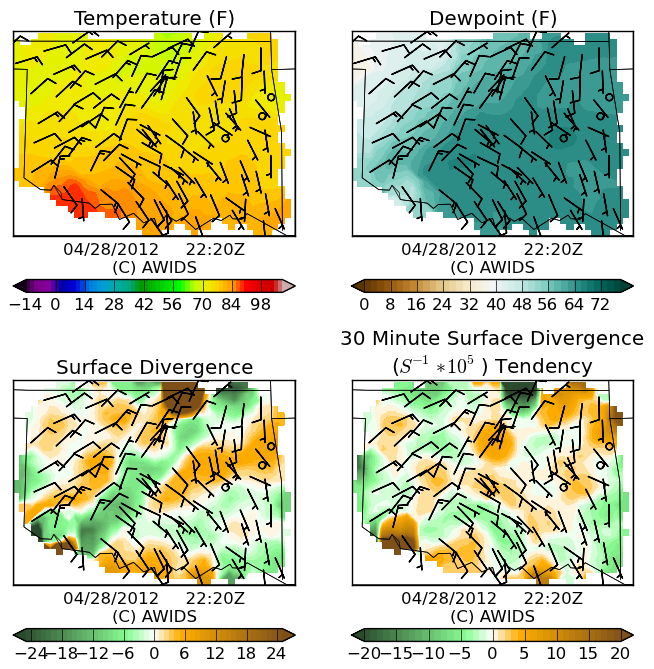 Temperature (F)
Dewpoint (F)
04/28/2012 22:20Z
(C) AWIDS
04/28/2012 22:20Z
(C) AWIDS
−14 0 14 28 42 56 70 84 98
0 8 16 24 32 40 48 56 64 72
Surface Divergence
30 Minute Surface Divergence
(S^{-1} *10^5 ) Tendency
04/28/2012 22:20Z
(C) AWIDS
04/28/2012 22:20Z
(C) AWIDS
−24−18−12 −6 0 6 12 18 24
−20−15−10 −5 0 5 10 15 20